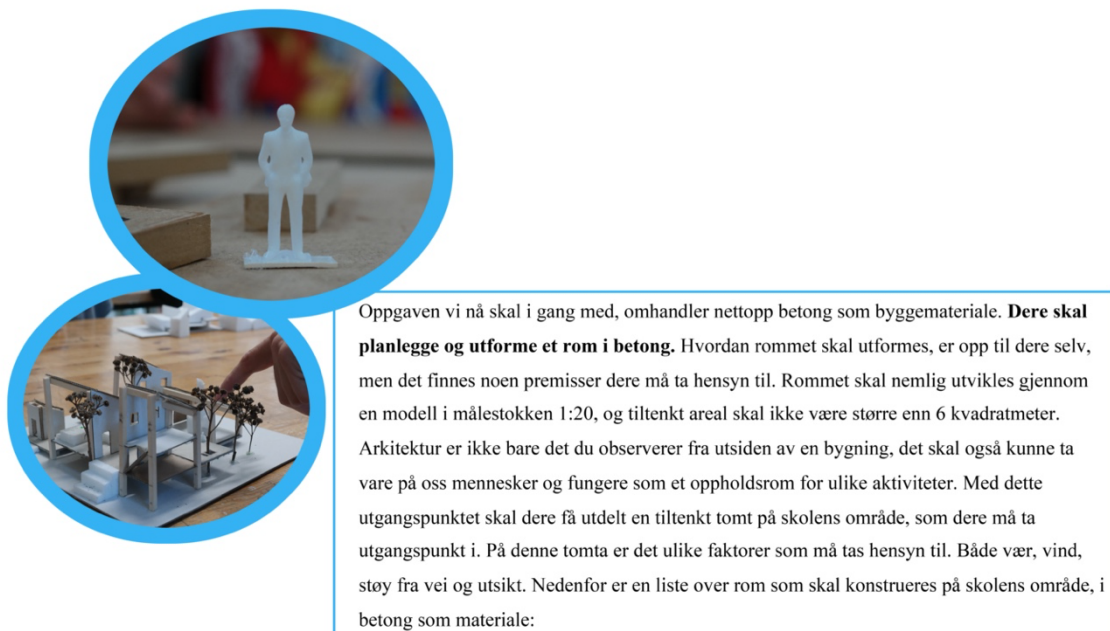 Oppgaven vi nå skal i gang med, omhandler nettopp betong som byggemateriale. Dere skal
planlegge og utforme et rom i betong. Hvordan rommet skal utformes, er opp til dere selv,
men det finnes noen premisser dere må ta hensyn til. Rommet skal nemlig utvikles gjennom
en modell i målestokken 1:20, og tiltenkt areal skal ikke være større enn 6 kvadratmeter.
Arkitektur er ikke bare det du observerer fra utsiden av en bygning, det skal også kunne ta
vare på oss mennesker og fungere som et oppholdsrom for ulike aktiviteter. Med dette
utgangspunktet skal dere få utdelt en tiltenkt tomt på skolens område, som dere må ta
utgangspunkt i. På denne tomta er det ulike faktorer som må tas hensyn til. Både vær, vind,
støy fra vei og utsikt. Nedenfor er en liste over rom som skal konstrueres på skolens område, i
betong som materiale: